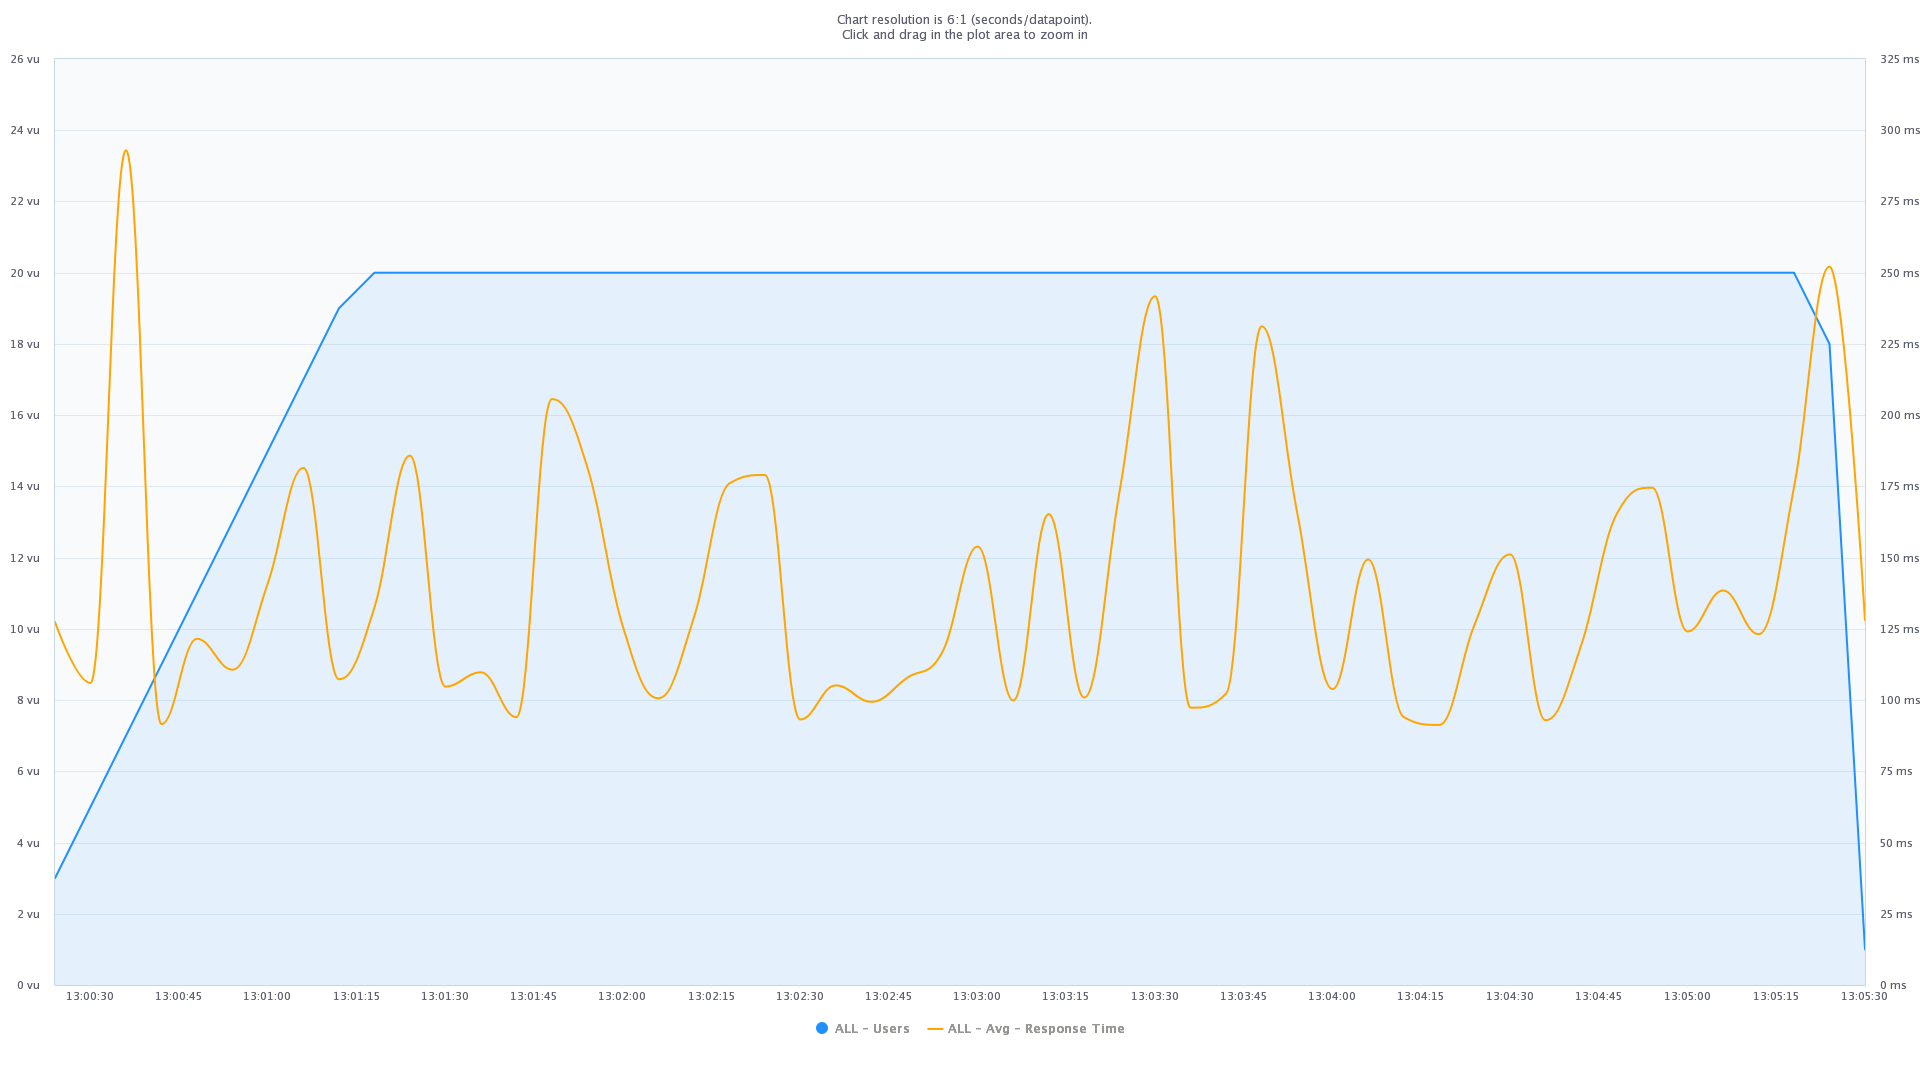 Chart resolution is 6:1 (seconds/datapoint).
Click and drag in the plot area to zoom in
26 vu
325 ms
24 vu
300 ms
22 vu
275 ms
20 vu
250 ms
18 vu
225 ms
16 vu
200 ms
14 vu
175 ms
12 vu
150 ms
10 vu
125 ms
8 vu
100 ms
6 vu
75 ms
4 vu
50 ms
2 vu
25 ms
0 vu
0 ms
13:00:30 13:00:45 13:01:00 13:01:15 13:01:30 13:01:45 13:02:00 13:02:15 13:02:30 13:02:45 13:03:00 13:03:15 13:03:30 13:03:45 13:04:00 13:04:15 13:04:30 13:04:45 13:05:00 13:05:15 13:05:30
ALL – Users ALL – Avg – Response Time